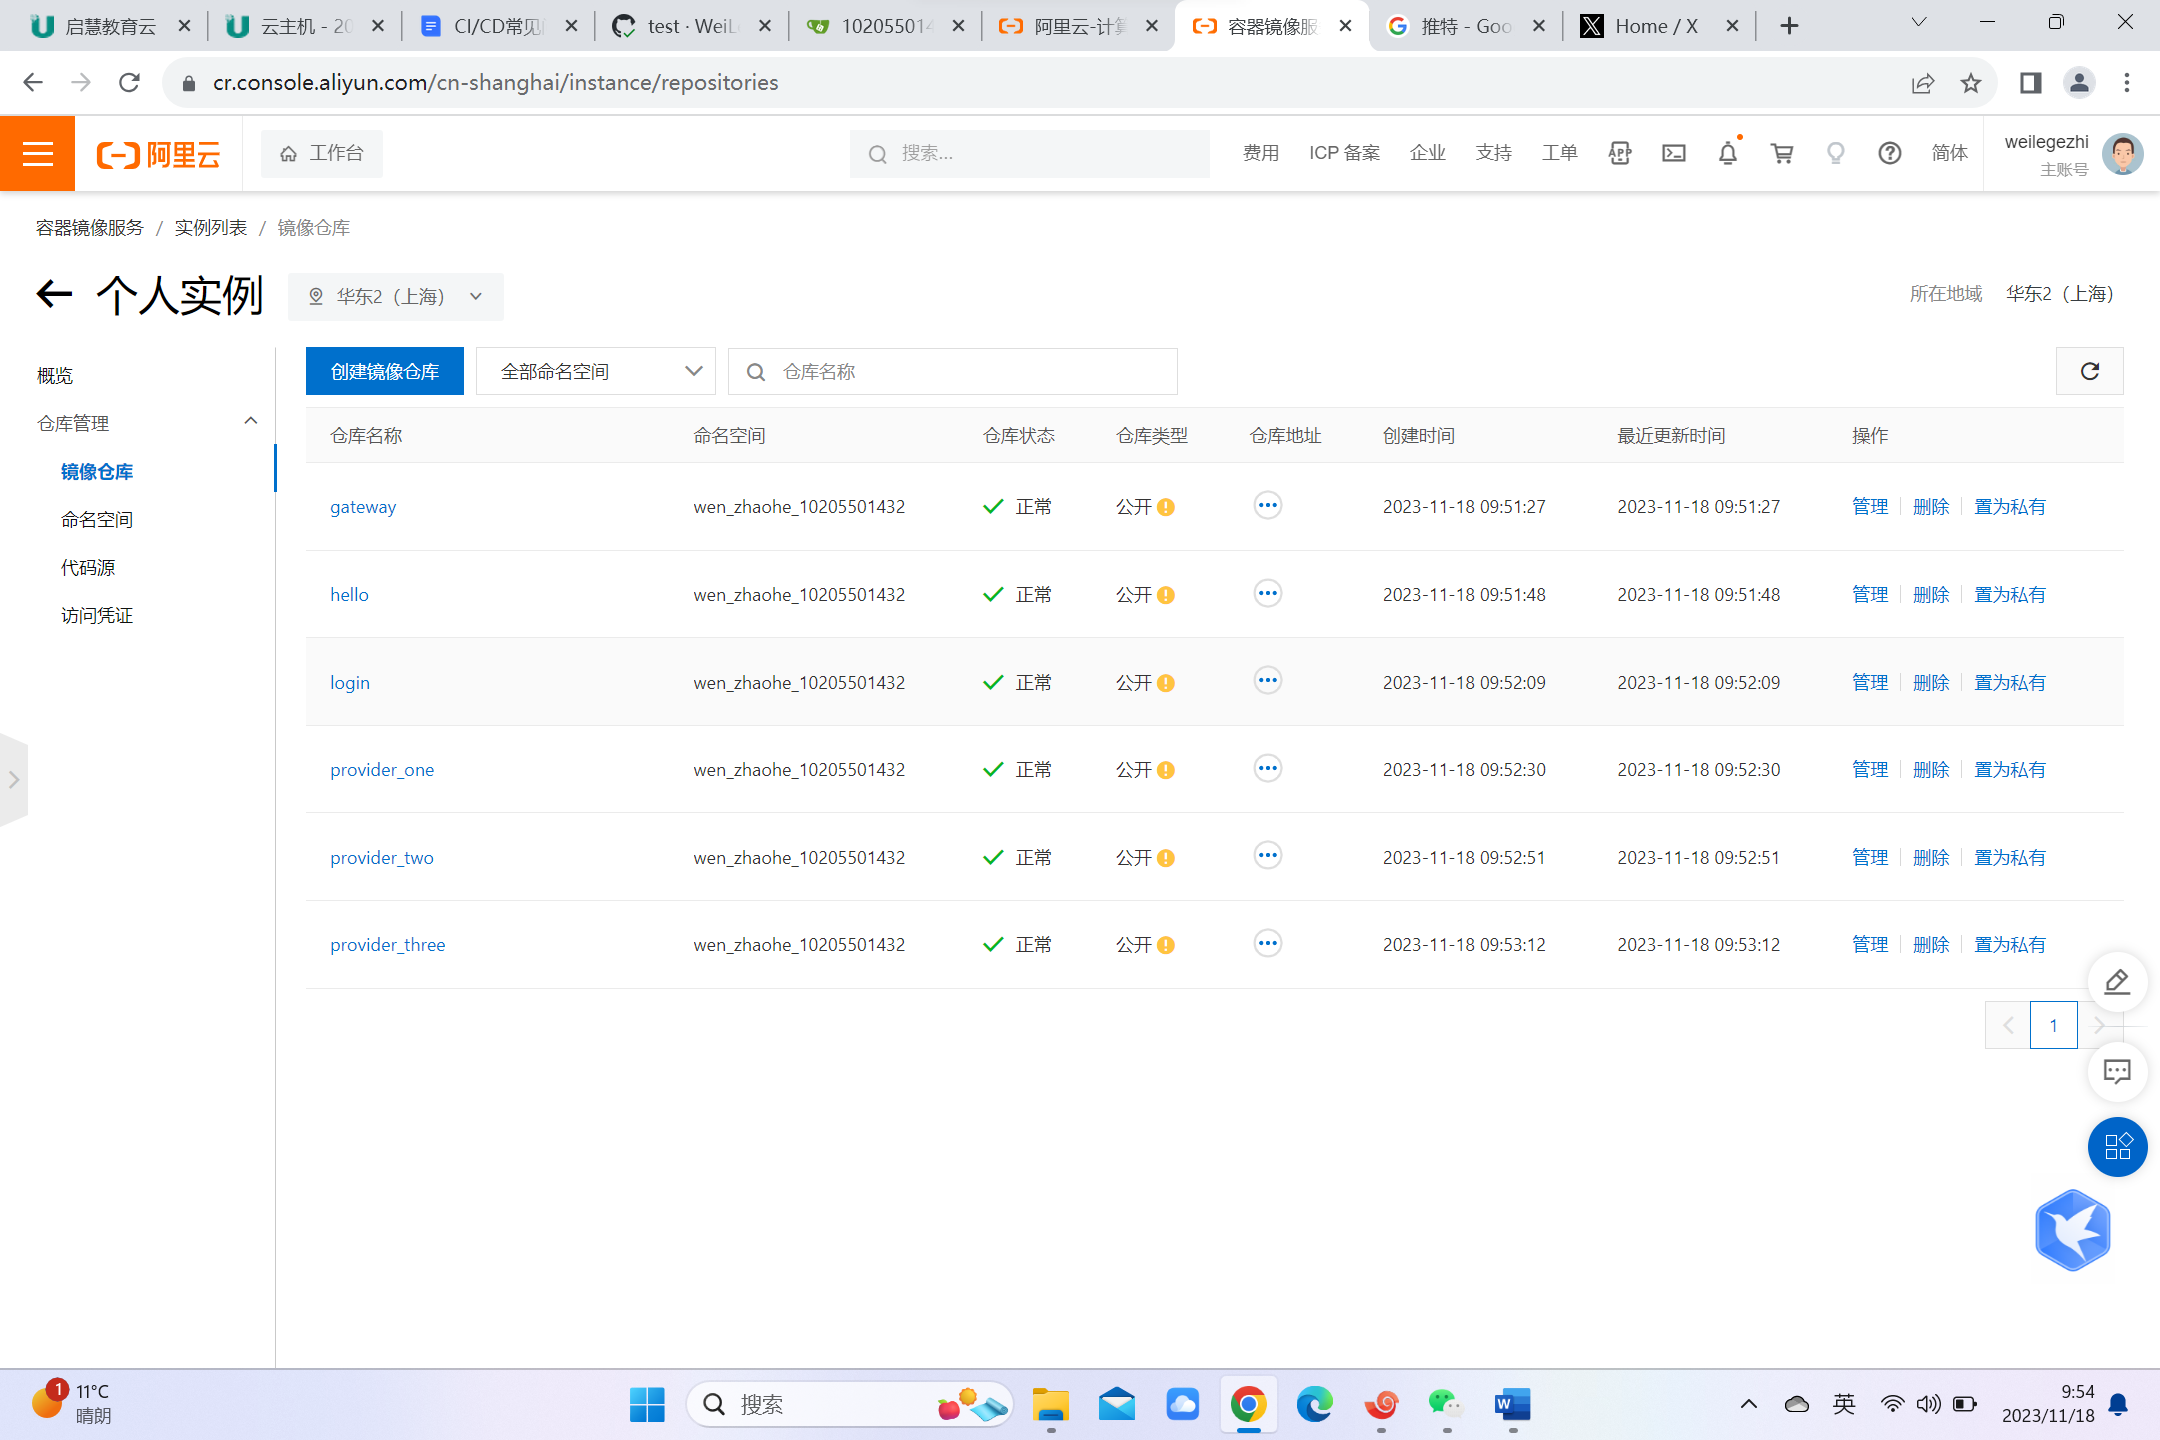 启慧教育云
云主机 - 20
CI/CD常见
test · WeiL
102055014
阿里云-计算
容器镜像服
推特 - Goo
Home / X
cr.console.aliyun.com/cn-shanghai/instance/repositories
阿里云
工作台
搜索...
费用
ICP 备案
企业
支持
工单
简体
weilegezhi
主账号
容器镜像服务 / 实例列表 / 镜像仓库
个人实例
华东2（上海）
所在地域 华东2（上海）
概览
仓库管理
镜像仓库
命名空间
代码源
访问凭证
创建镜像仓库
全部命名空间
仓库名称
仓库名称 命名空间 仓库状态 仓库类型 仓库地址 创建时间 最近更新时间 操作
gateway wen_zhaohe_10205501432 正常 公开 2023-11-18 09:51:27 2023-11-18 09:51:27 管理 删除 置为私有
hello wen_zhaohe_10205501432 正常 公开 2023-11-18 09:51:48 2023-11-18 09:51:48 管理 删除 置为私有
login wen_zhaohe_10205501432 正常 公开 2023-11-18 09:52:09 2023-11-18 09:52:09 管理 删除 置为私有
provider_one wen_zhaohe_10205501432 正常 公开 2023-11-18 09:52:30 2023-11-18 09:52:30 管理 删除 置为私有
provider_two wen_zhaohe_10205501432 正常 公开 2023-11-18 09:52:51 2023-11-18 09:52:51 管理 删除 置为私有
provider_three wen_zhaohe_10205501432 正常 公开 2023-11-18 09:53:12 2023-11-18 09:53:12 管理 删除 置为私有
1
1
11°C
晴朗
搜索
英
9:54
2023/11/18